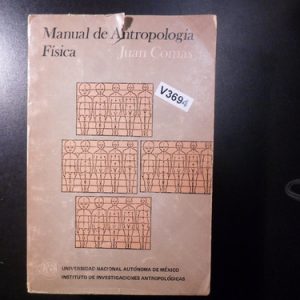 Manual de Antropología
Física Juan Comas
V3694
UNIVERSIDAD NACIONAL AUTÓNOMA DE MÉXICO
INSTITUTO DE INVESTIGACIONES ANTROPOLÓGICAS